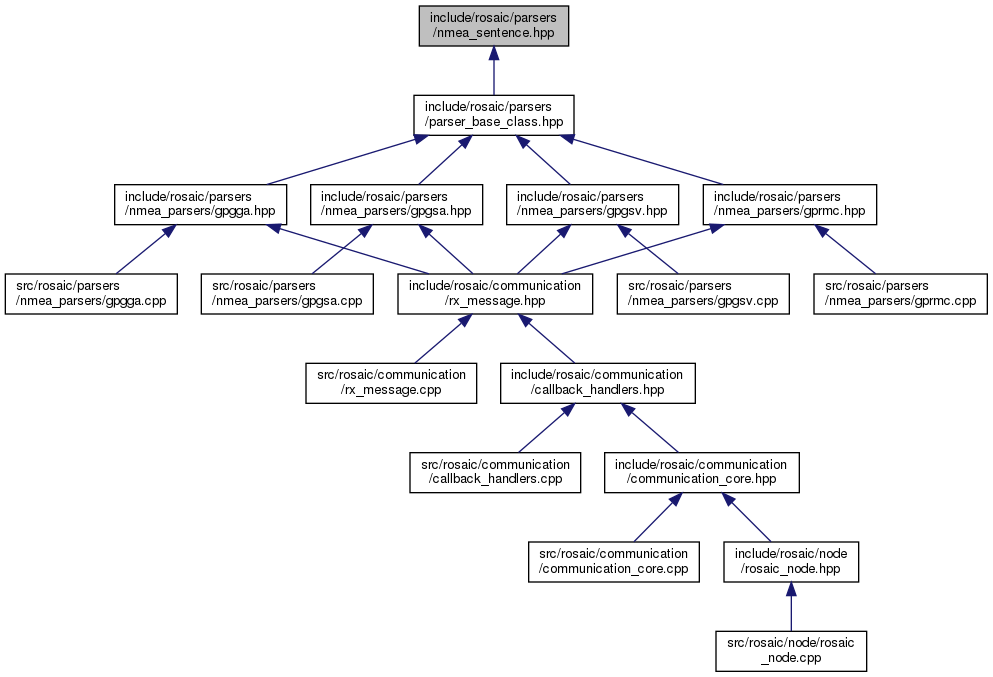 include/rosaic/parsers
/nmea_sentence.hpp
include/rosaic/parsers
/parser_base_class.hpp
include/rosaic/parsers
/nmea_parsers/gpgga.hpp
include/rosaic/parsers
/nmea_parsers/gpgsa.hpp
include/rosaic/parsers
/nmea_parsers/gpgsv.hpp
include/rosaic/parsers
/nmea_parsers/gprmc.hpp
src/rosaic/parsers
/nmea_parsers/gpgga.cpp
src/rosaic/parsers
/nmea_parsers/gpgsa.cpp
include/rosaic/communication
/rx_message.hpp
src/rosaic/parsers
/nmea_parsers/gpgsv.cpp
src/rosaic/parsers
/nmea_parsers/gprmc.cpp
src/rosaic/communication
/rx_message.cpp
include/rosaic/communication
/callback_handlers.hpp
src/rosaic/communication
/callback_handlers.cpp
include/rosaic/communication
/communication_core.hpp
src/rosaic/communication
/communication_core.cpp
include/rosaic/node
/rosaic_node.hpp
src/rosaic/node/rosaic
_node.cpp